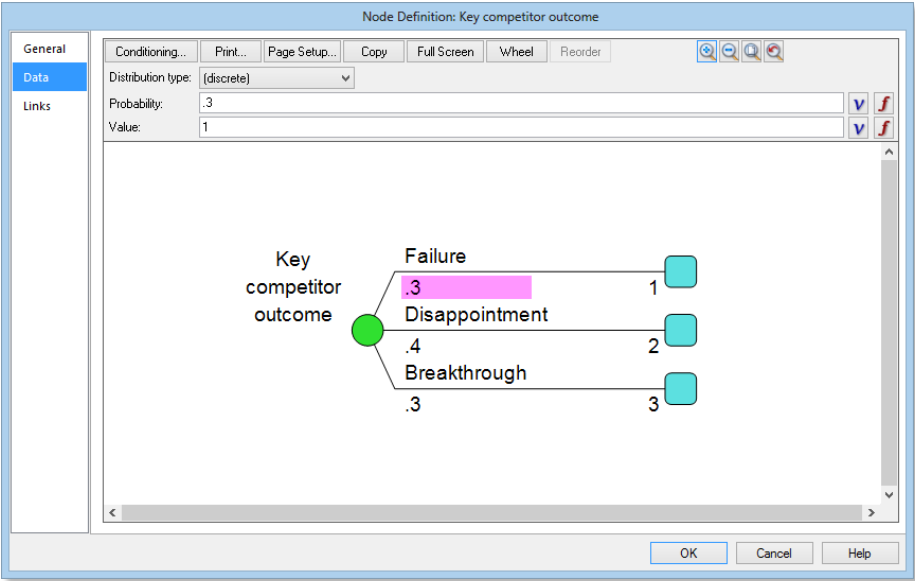 Node Definition: Key competitor outcome
General
Data
Links
Conditioning... Print... Page Setup... Copy Full Screen Wheel Reorder
Distribution type: (discrete)
Probability: .3 v f
Value: 1 v f
Key
competitor
outcome
Failure
.3 1
Disappointment
.4 2
Breakthrough
.3 3
OK Cancel Help